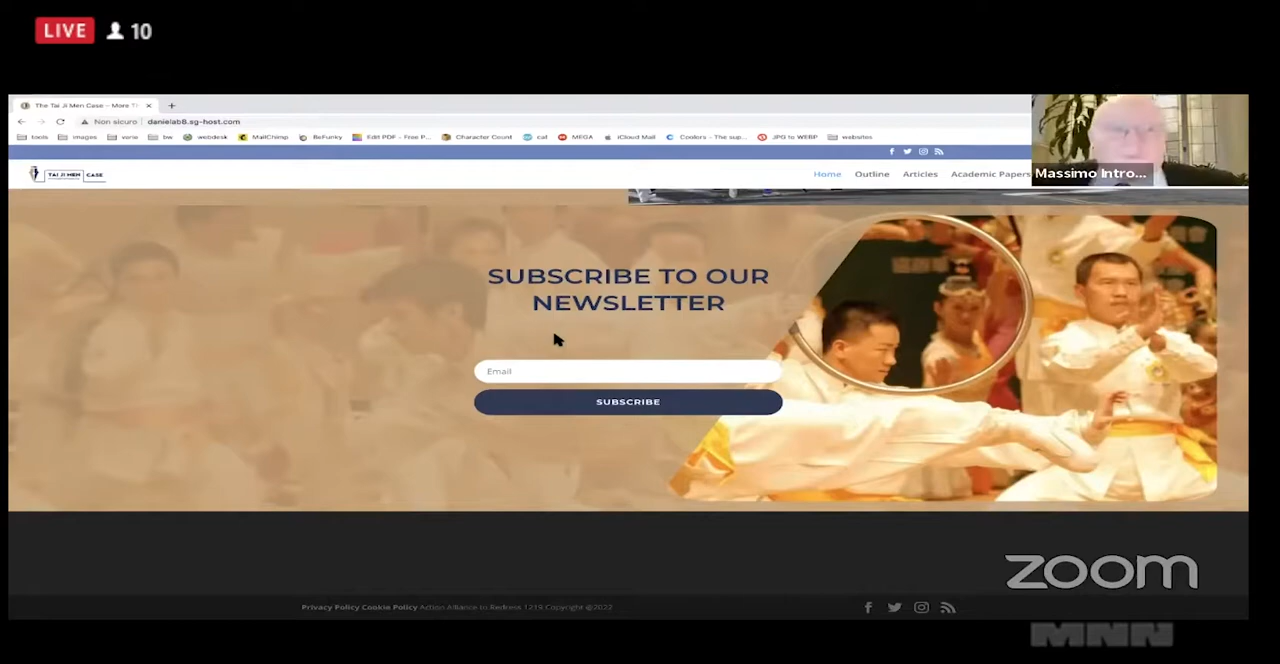 LIVE 10
The Tai Ji Men Case – More T
Non sicuro danielab8.sg-host.com
tools images varie bw webdesk MailChimp BeFunky Edit PDF - Free P... Character Count cal MEGA iCloud Mail Coolors - The sup... JPG to WEBP websites
TAI JI MEN CASE
Home Outline Articles Academic Papers
Massimo Intro...
SUBSCRIBE TO OUR
NEWSLETTER
Email
SUBSCRIBE
zoom
Privacy Policy Cookie Policy Action Alliance to Redress 1219 Copyright @2022
MNN